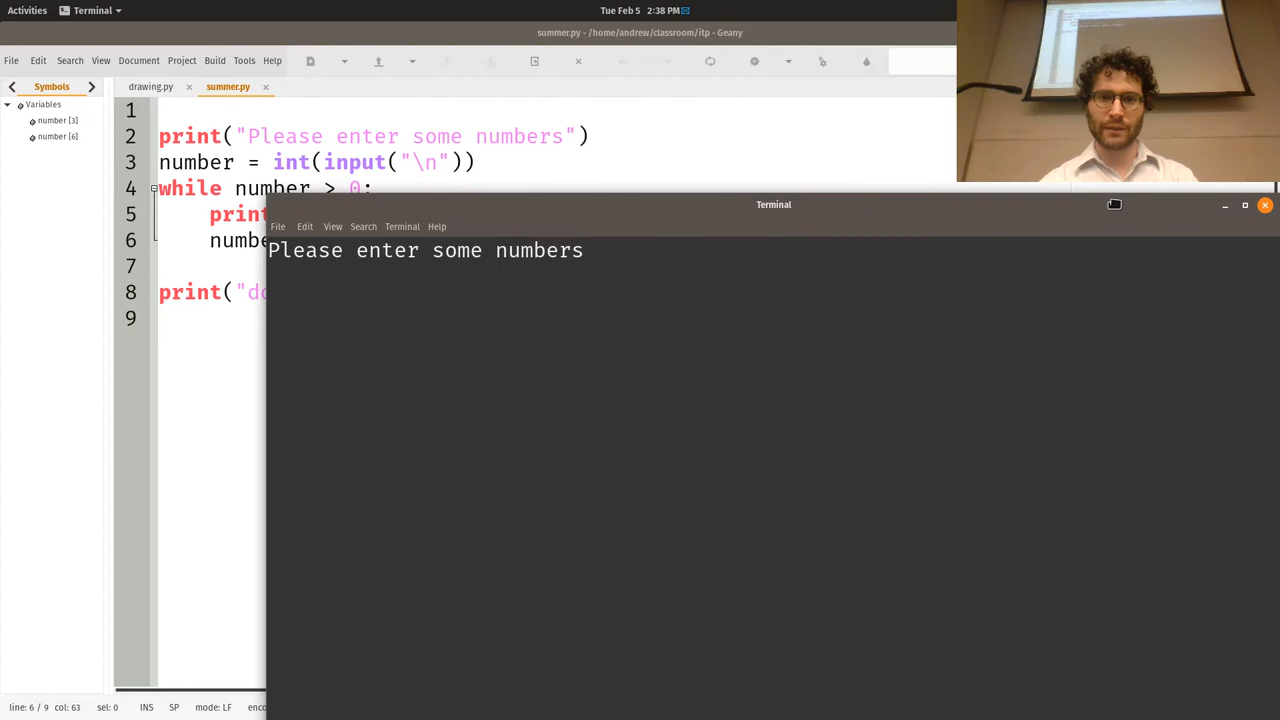 Activities Terminal Tue Feb 5 2:38 PM
summer.py - /home/andrew/classroom/itp - Geany
File Edit Search View Document Project Build Tools Help
Symbols drawing.py × summer.py ×
Variables
number [3]
number [6]
1
2 print("Please enter some numbers")
3 number = int(input("\n"))
4 while number > 0:
5 print
6 numbe
7
8 print("do
9
Terminal
File Edit View Search Terminal Help
Please enter some numbers
line: 6 / 9 col: 63 sel: 0 INS SP mode: LF enco